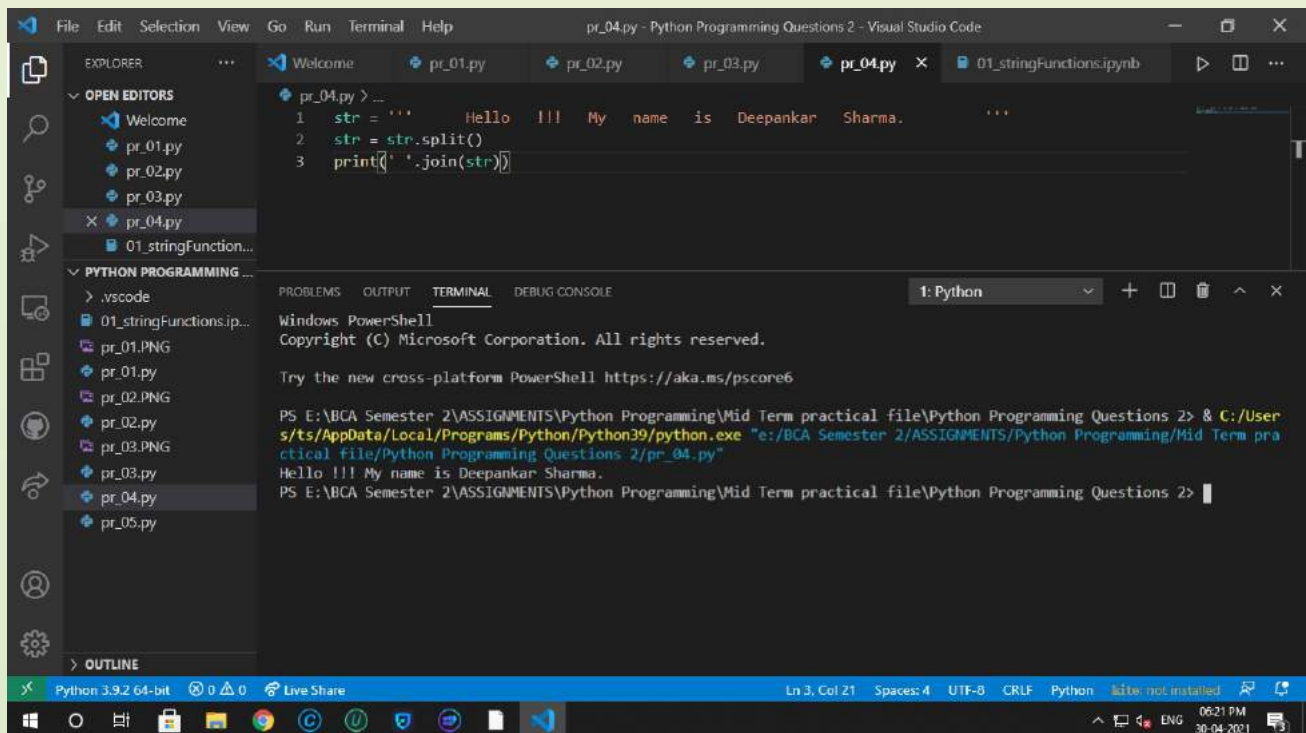 File Edit Selection View Go Run Terminal Help pr_04.py - Python Programming Questions 2 - Visual Studio Code
EXPLORER ...
Welcome pr_01.py pr_02.py pr_03.py pr_04.py 01_stringFunctions.ipynb
OPEN EDITORS
Welcome
pr_01.py
pr_02.py
pr_03.py
pr_04.py
01_stringFunction...
PYTHON PROGRAMMING ...
.vscode
01_stringFunctions.ip...
pr_01.PNG
pr_01.py
pr_02.PNG
pr_02.py
pr_03.PNG
pr_03.py
pr_04.py
pr_05.py
OUTLINE
pr_04.py > ...
1 str = '''      Hello   !!!   My   name   is   Deepankar   Sharma.         '''
2 str = str.split()
3 print(' '.join(str))
PROBLEMS OUTPUT TERMINAL DEBUG CONSOLE 1: Python
Windows PowerShell
Copyright (C) Microsoft Corporation. All rights reserved.
Try the new cross-platform PowerShell https://aka.ms/pscore6
PS E:\BCA Semester 2\ASSIGNMENTS\Python Programming\Mid Term practical file\Python Programming Questions 2> & C:/User
s/ts/AppData/Local/Programs/Python/Python39/python.exe "e:/BCA Semester 2/ASSIGNMENTS/Python Programming/Mid Term pra
ctical file/Python Programming Questions 2/pr_04.py"
Hello !!! My name is Deepankar Sharma.
PS E:\BCA Semester 2\ASSIGNMENTS\Python Programming\Mid Term practical file\Python Programming Questions 2>
Python 3.9.2 64-bit 0 0 Live Share Ln 3, Col 21 Spaces: 4 UTF-8 CRLF Python kite: not installed
ENG 06:21 PM
30-04-2021